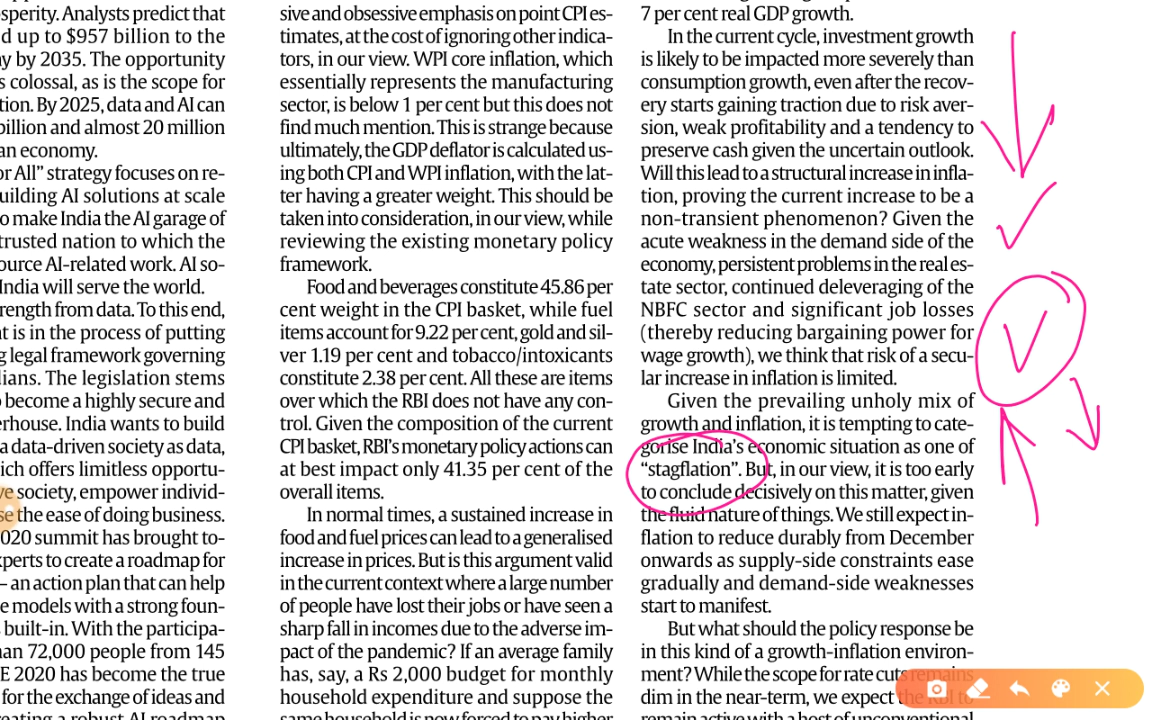 sperity. Analysts predict that
d up to $957 billion to the
y by 2035. The opportunity
s colossal, as is the scope for
tion. By 2025, data and AI can
billion and almost 20 million
an economy.
or All” strategy focuses on re-
uilding AI solutions at scale
o make India the AI garage of
trusted nation to which the
ource AI-related work. AI so-
India will serve the world.
rength from data. To this end,
nt is in the process of putting
g legal framework governing
ians. The legislation stems
become a highly secure and
erhouse. India wants to build
a data-driven society as data,
ich offers limitless opportu-
ve society, empower individ-
se the ease of doing business.
020 summit has brought to-
xperts to create a roadmap for
– an action plan that can help
e models with a strong foun-
built-in. With the participa-
an 72,000 people from 145
E 2020 has become the true
for the exchange of ideas and
reating a robust AI roadmap
sive and obsessive emphasis on point CPI es-
timates, at the cost of ignoring other indica-
tors, in our view. WPI core inflation, which
essentially represents the manufacturing
sector, is below 1 per cent but this does not
find much mention. This is strange because
ultimately, the GDP deflator is calculated us-
ing both CPI and WPI inflation, with the lat-
ter having a greater weight. This should be
taken into consideration, in our view, while
reviewing the existing monetary policy
framework.
Food and beverages constitute 45.86 per
cent weight in the CPI basket, while fuel
items account for 9.22 per cent, gold and sil-
ver 1.19 per cent and tobacco/intoxicants
constitute 2.38 per cent. All these are items
over which the RBI does not have any con-
trol. Given the composition of the current
CPI basket, RBI’s monetary policy actions can
at best impact only 41.35 per cent of the
overall items.
In normal times, a sustained increase in
food and fuel prices can lead to a generalised
increase in prices. But is this argument valid
in the current context where a large number
of people have lost their jobs or have seen a
sharp fall in incomes due to the adverse im-
pact of the pandemic? If an average family
has, say, a Rs 2,000 budget for monthly
household expenditure and suppose the
same household is now forced to pay higher
7 per cent real GDP growth.
In the current cycle, investment growth
is likely to be impacted more severely than
consumption growth, even after the recov-
ery starts gaining traction due to risk aver-
sion, weak profitability and a tendency to
preserve cash given the uncertain outlook.
Will this lead to a structural increase in infla-
tion, proving the current increase to be a
non-transient phenomenon? Given the
acute weakness in the demand side of the
economy, persistent problems in the real es-
tate sector, continued deleveraging of the
NBFC sector and significant job losses
(thereby reducing bargaining power for
wage growth), we think that risk of a secu-
lar increase in inflation is limited.
Given the prevailing unholy mix of
growth and inflation, it is tempting to cate-
gorise India’s economic situation as one of
“stagflation”. But, in our view, it is too early
to conclude decisively on this matter, given
the fluid nature of things. We still expect in-
flation to reduce durably from December
onwards as supply-side constraints ease
gradually and demand-side weaknesses
start to manifest.
But what should the policy response be
in this kind of a growth-inflation environ-
ment? While the scope for rate cuts remains
dim in the near-term, we expect the RBI to
remain active with a host of unconventional